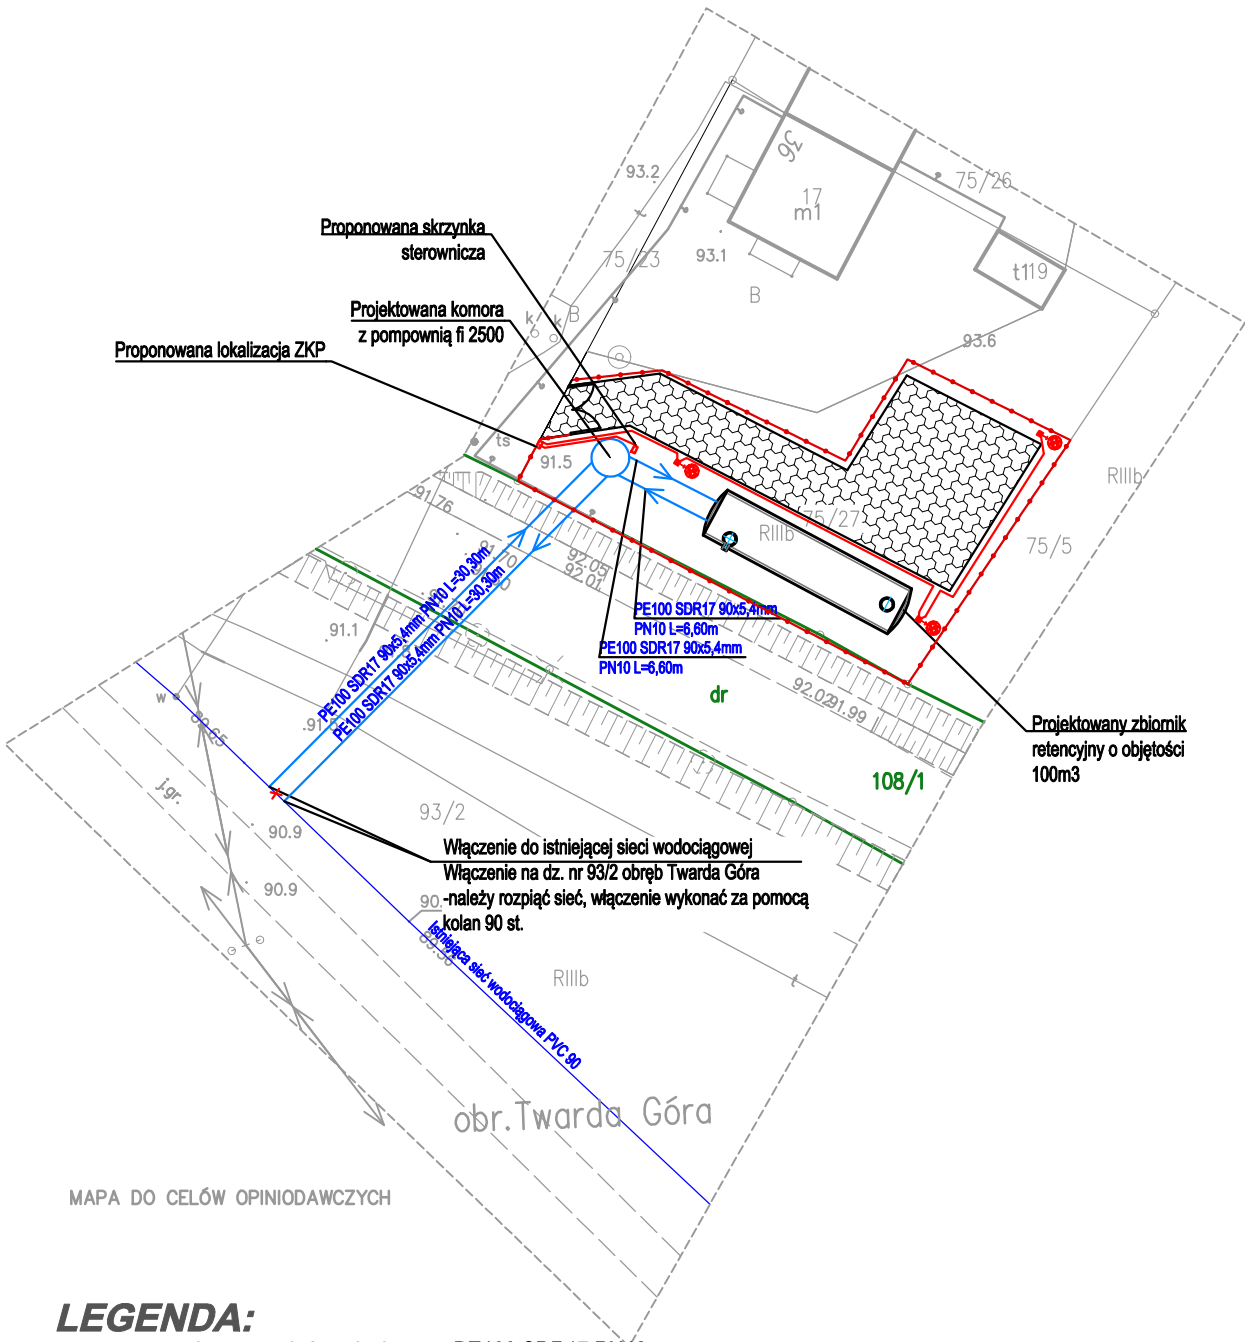 36
75/26
93.2
17
m1
Proponowana skrzynka
sterownicza
75/23
93.1
t119
B
Projektowana komora
z pompownią fi 2500
k
k
B
93.6
Proponowana lokalizacja ZKP
ts
91.5
RIIIb
91.76
75/27
RIIIb
75/5
92.05
92.01
PE100 SDR17 90x5,4mm PN10 L=30,30m
PE100 SDR17 90x5,4mm PN10 L=30,30m
PE100 SDR17 90x5,4mm
PN10 L=6,60m
PE100 SDR17 90x5,4mm
PN10 L=6,60m
91.1
w
dr
92.02
91.99
Projektowany zbiornik
retencyjny o objętości
100m3
108/1
j.gr.
93/2
90.9
Włączenie do istniejącej sieci wodociągowej
Włączenie na dz. nr 93/2 obręb Twarda Góra
-należy rozpiąć sieć, włączenie wykonać za pomocą
kolan 90 st.
90.9
Istniejąca sieć wodociągowa PVC 90
RIIIb
t
obr.Twarda Góra
MAPA DO CELÓW OPINIODAWCZYCH
LEGENDA: